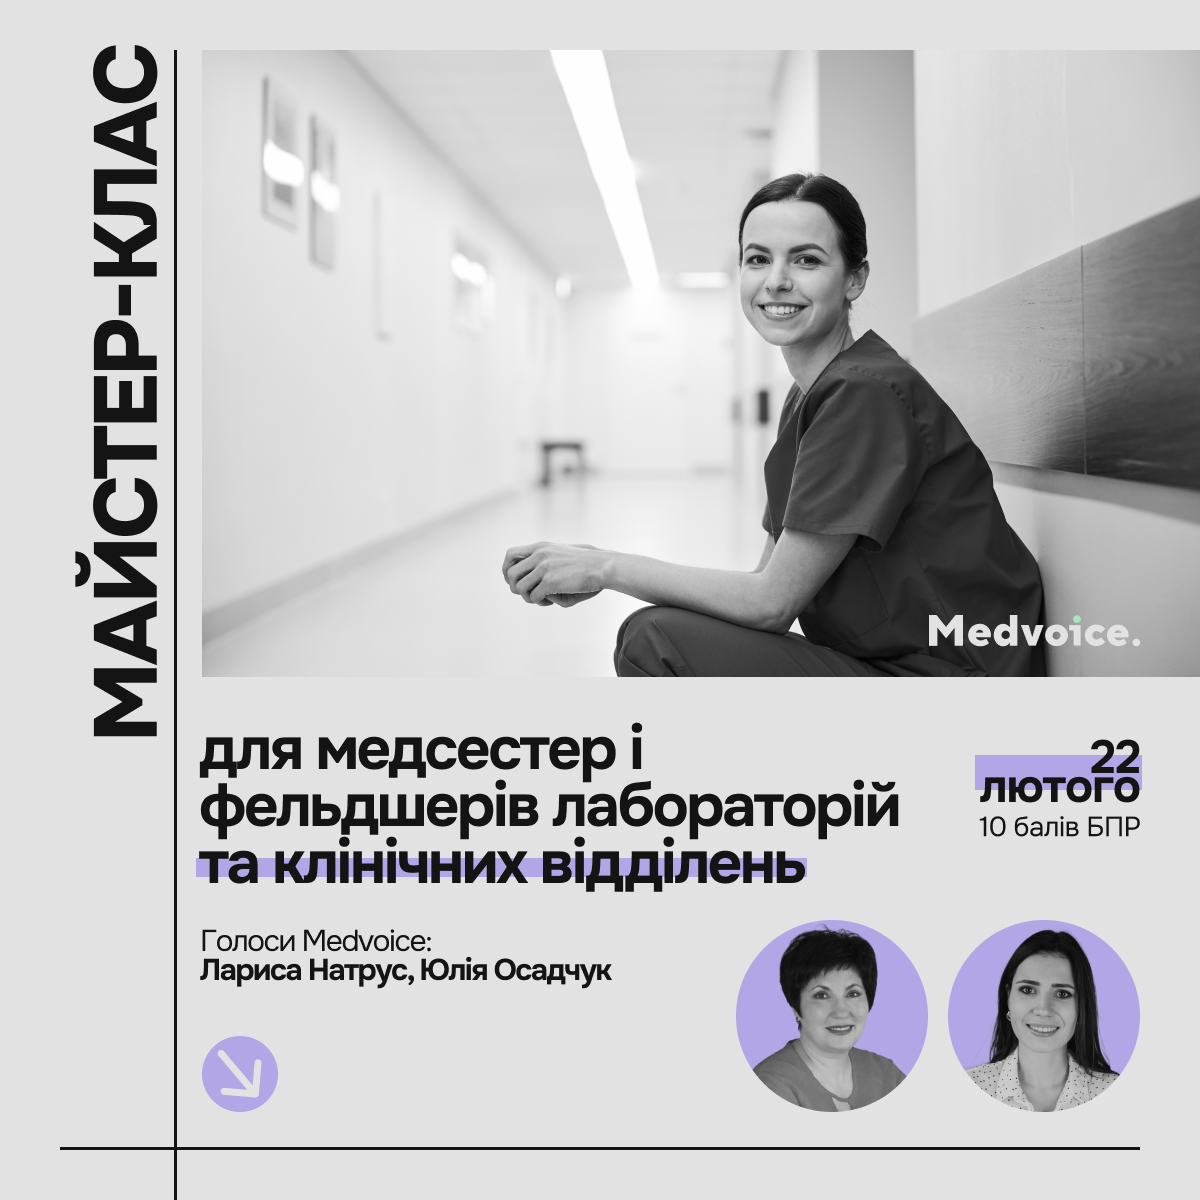 МАЙСТЕР-КЛАС
Medvoice.
для медсестер і
фельдшерів лабораторій
та клінічних відділень
22
лютого
10 балів БПР
Голоси Medvoice:
Лариса Натрус, Юлія Осадчук